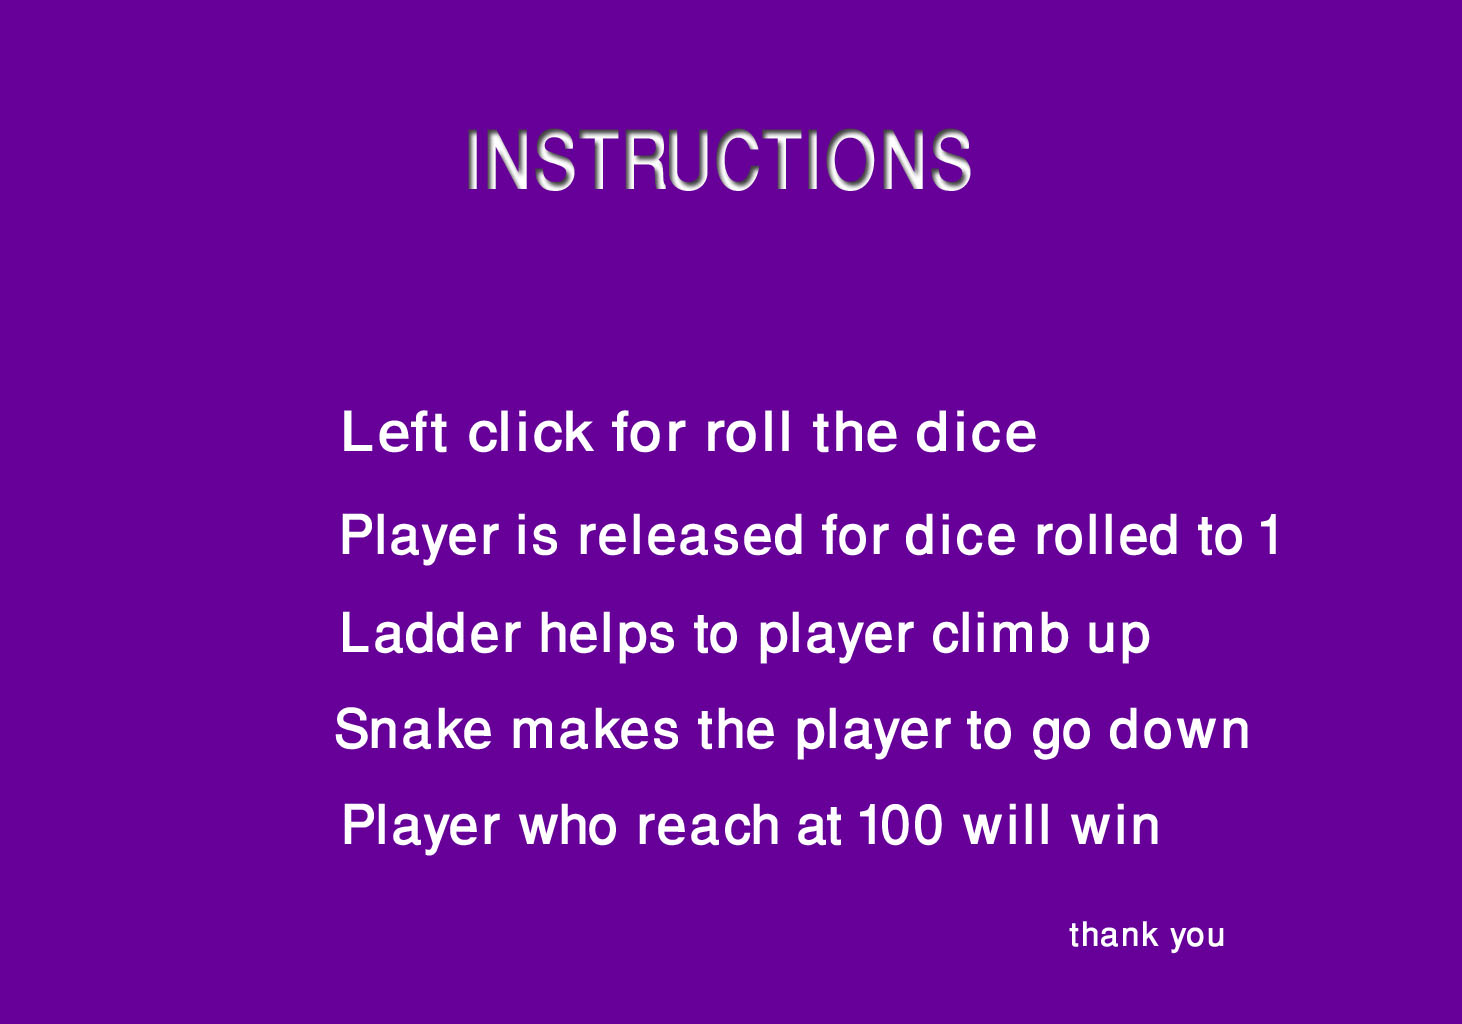 INSTRUCTIONS
Left click for roll the dice
Player is released for dice rolled to 1
Ladder helps to player climb up
Snake makes the player to go down
Player who reach at 100 will win
thank you